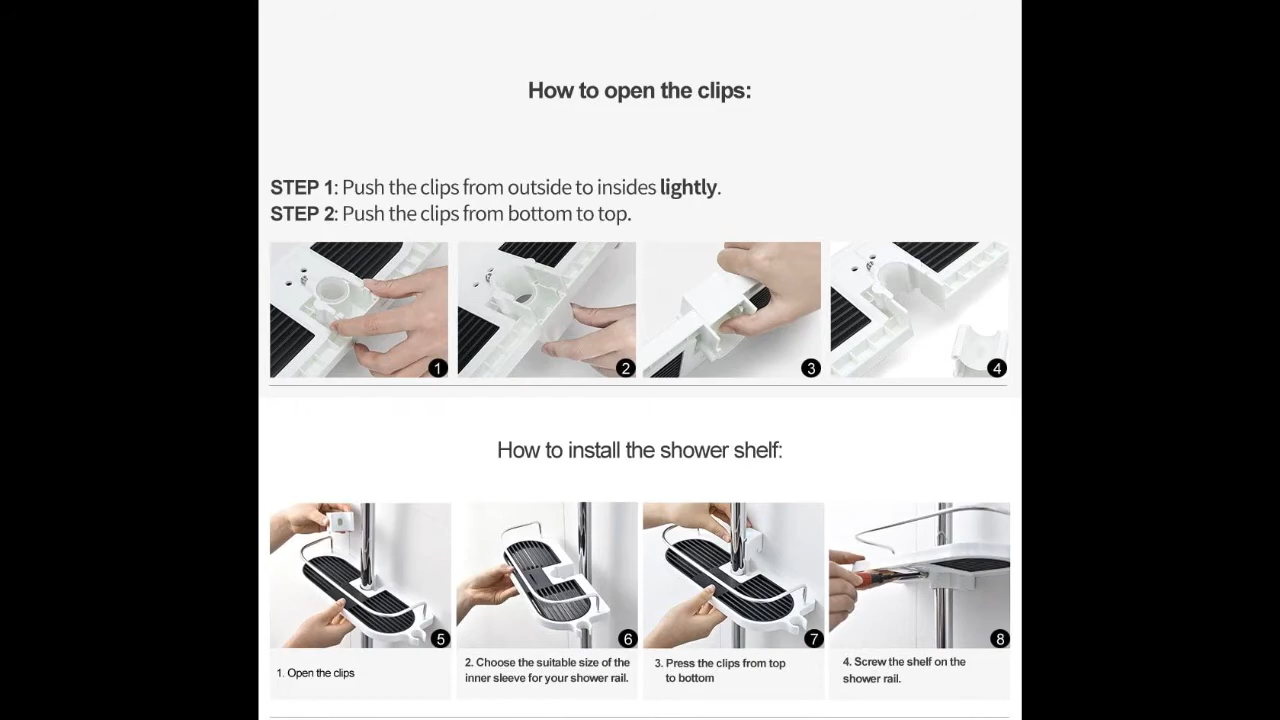 How to open the clips:
STEP 1: Push the clips from outside to insides lightly.
STEP 2: Push the clips from bottom to top.
1
2
3
4
How to install the shower shelf:
5
6
7
8
1. Open the clips
2. Choose the suitable size of the
inner sleeve for your shower rail.
3. Press the clips from top
to bottom
4. Screw the shelf on the
shower rail.